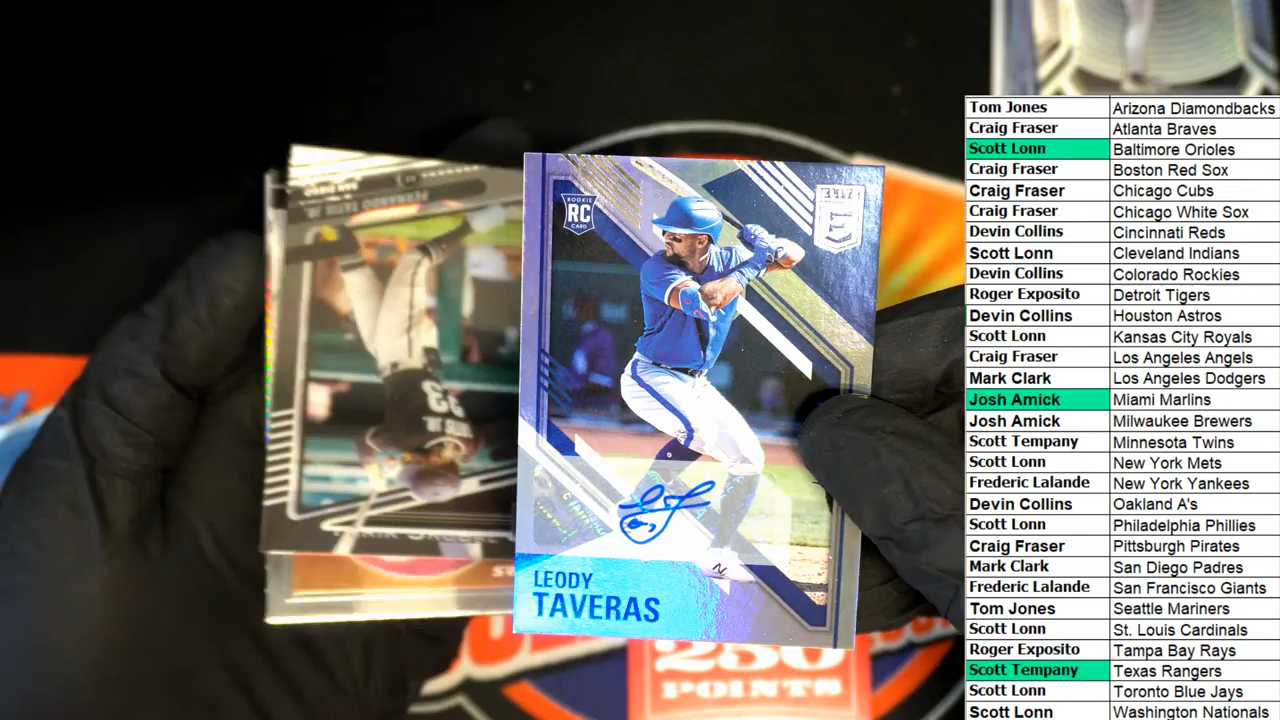 ROOKIE
RC
CARD
ELITE
LEODY
TAVERAS
FERNANDO TATIS JR.
23
250
POINTS
Tom Jones Arizona Diamondbacks
Craig Fraser Atlanta Braves
Scott Lonn Baltimore Orioles
Craig Fraser Boston Red Sox
Craig Fraser Chicago Cubs
Craig Fraser Chicago White Sox
Devin Collins Cincinnati Reds
Scott Lonn Cleveland Indians
Devin Collins Colorado Rockies
Roger Exposito Detroit Tigers
Devin Collins Houston Astros
Scott Lonn Kansas City Royals
Craig Fraser Los Angeles Angels
Mark Clark Los Angeles Dodgers
Josh Amick Miami Marlins
Josh Amick Milwaukee Brewers
Scott Tempany Minnesota Twins
Scott Lonn New York Mets
Frederic Lalande New York Yankees
Devin Collins Oakland A's
Scott Lonn Philadelphia Phillies
Craig Fraser Pittsburgh Pirates
Mark Clark San Diego Padres
Frederic Lalande San Francisco Giants
Tom Jones Seattle Mariners
Scott Lonn St. Louis Cardinals
Roger Exposito Tampa Bay Rays
Scott Tempany Texas Rangers
Scott Lonn Toronto Blue Jays
Scott Lonn Washington Nationals